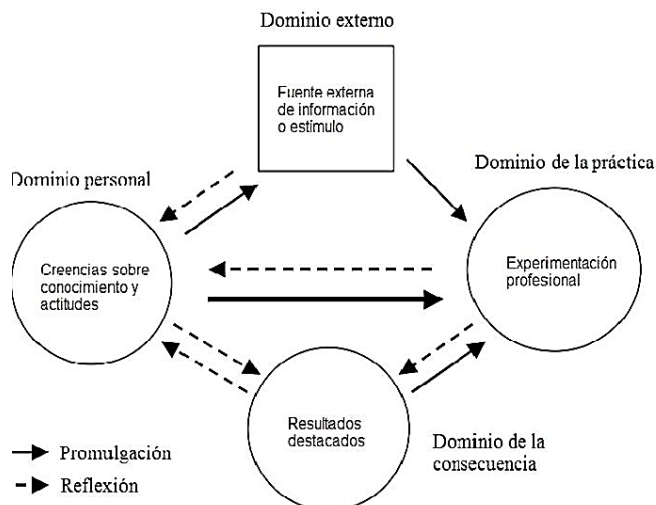 Dominio externo
Fuente externa
de información
o estímulo
Dominio personal
Dominio de la práctica
Creencias sobre
conocimiento y
actitudes
Experimentación
profesional
Resultados
destacados
Dominio de la
consecuencia
Promulgación
Reflexión